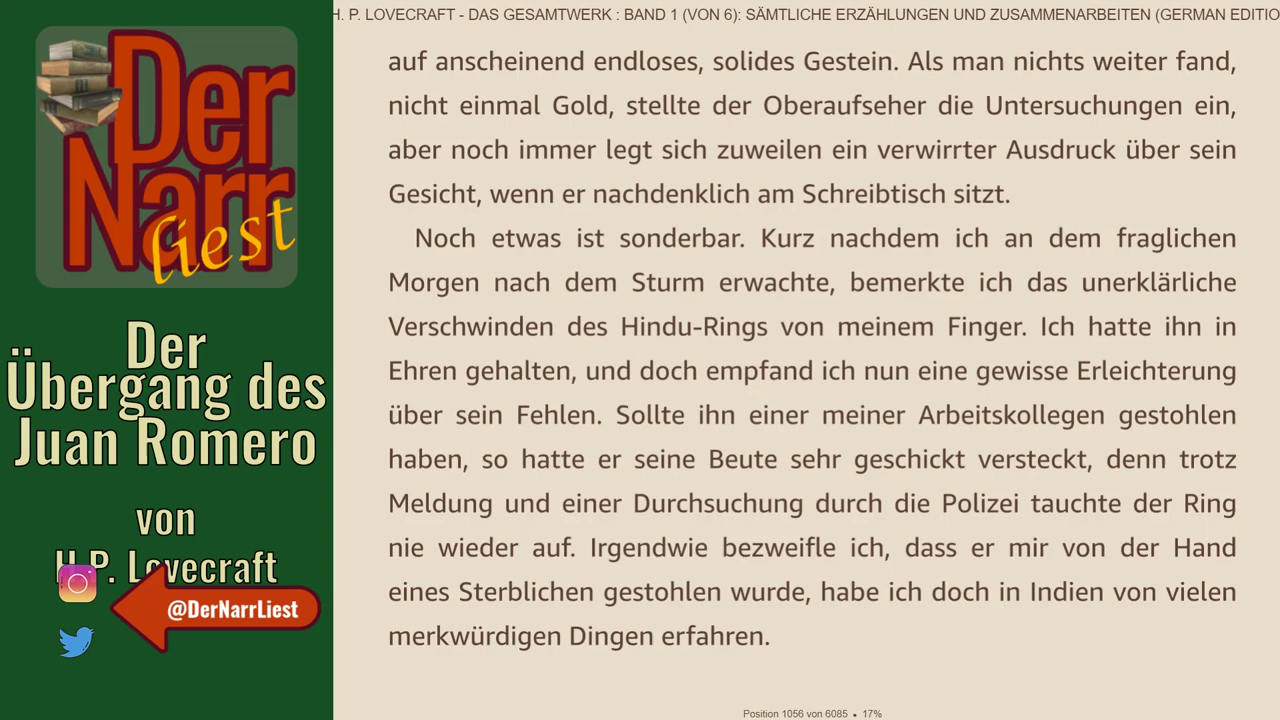 Der
Narr
liest
Der
Übergang des
Juan Romero
von
H.P. Lovecraft
@DerNarrLiest
H. P. LOVECRAFT - DAS GESAMTWERK : BAND 1 (VON 6): SÄMTLICHE ERZÄHLUNGEN UND ZUSAMMENARBEITEN (GERMAN EDITIO
auf anscheinend endloses, solides Gestein. Als man nichts weiter fand,
nicht einmal Gold, stellte der Oberaufseher die Untersuchungen ein,
aber noch immer legt sich zuweilen ein verwirrter Ausdruck über sein
Gesicht, wenn er nachdenklich am Schreibtisch sitzt.
Noch etwas ist sonderbar. Kurz nachdem ich an dem fraglichen
Morgen nach dem Sturm erwachte, bemerkte ich das unerklärliche
Verschwinden des Hindu-Rings von meinem Finger. Ich hatte ihn in
Ehren gehalten, und doch empfand ich nun eine gewisse Erleichterung
über sein Fehlen. Sollte ihn einer meiner Arbeitskollegen gestohlen
haben, so hatte er seine Beute sehr geschickt versteckt, denn trotz
Meldung und einer Durchsuchung durch die Polizei tauchte der Ring
nie wieder auf. Irgendwie bezweifle ich, dass er mir von der Hand
eines Sterblichen gestohlen wurde, habe ich doch in Indien von vielen
merkwürdigen Dingen erfahren.
Position 1056 von 6085 • 17%